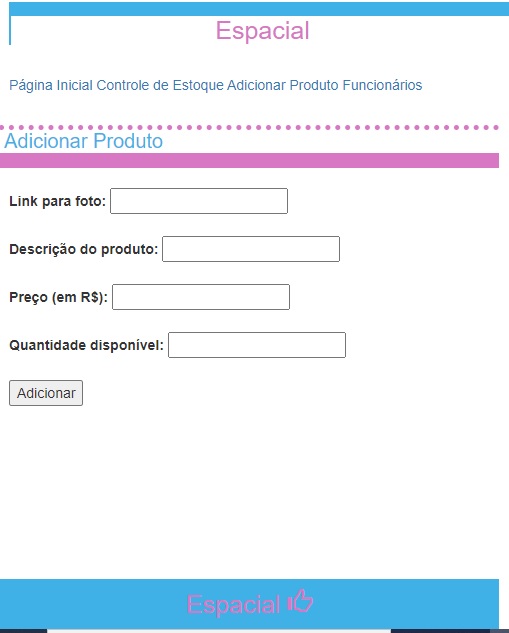 Espacial
Página Inicial Controle de Estoque Adicionar Produto Funcionários
Adicionar Produto
Link para foto:
Descrição do produto:
Preço (em R$):
Quantidade disponível:
Adicionar
Espacial